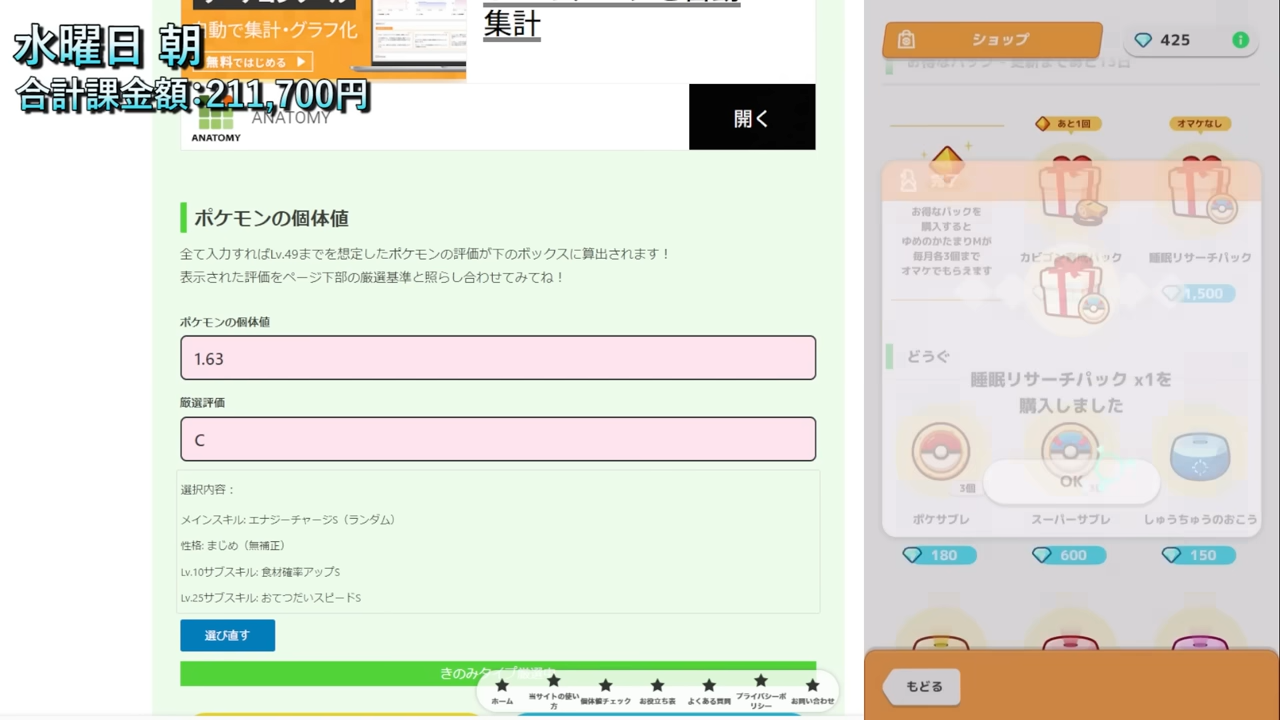 水曜日 朝
合計課金額:211,700円
自動で集計・グラフ化
無料ではじめる ▶
集計
ANATOMY
ANATOMY
開く
ポケモンの個体値
全て入力すればLv.49までを想定したポケモンの評価が下のボックスに算出されます！
表示された評価をページ下部の厳選基準と照らし合わせてみてね！
ポケモンの個体値
1.63
厳選評価
C
選択内容：
メインスキル: エナジーチャージS（ランダム）
性格: まじめ（無補正）
Lv.10サブスキル: 食材確率アップS
Lv.25サブスキル: おてつだいスピードS
選び直す
ホーム
当サイトの使い方
個体値チェック
お役立ち表
よくある質問
プライバシーポリシー
お問い合わせ
ショップ
425
あと1回
オマケなし
お得なパックを
購入すると
ゆめのかたまりMが
毎月各3個まで
オマケでもらえます
睡眠リサーチパック
1,500
どうぐ
睡眠リサーチパック x1を
購入しました
OK
3個
ポケサブレ
スーパーサブレ
しゅうちゅうのおこう
180
600
150
もどる